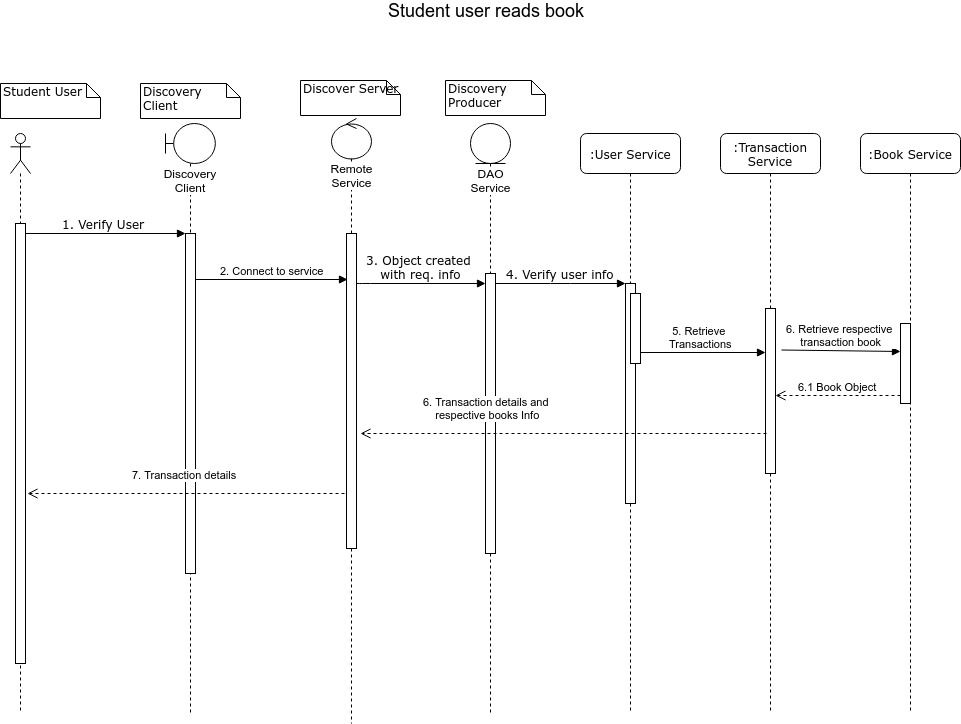 Student user reads book
Student User
Discovery
Client
Discover Server
Discovery
Producer
Discovery
Client
Remote
Service
DAO
Service
:User Service
:Transaction
Service
:Book Service
1. Verify User
2. Connect to service
3. Object created
with req. info
4. Verify user info
5. Retrieve
Transactions
6. Retrieve respective
transaction book
6.1 Book Object
6. Transaction details and
respective books Info
7. Transaction details